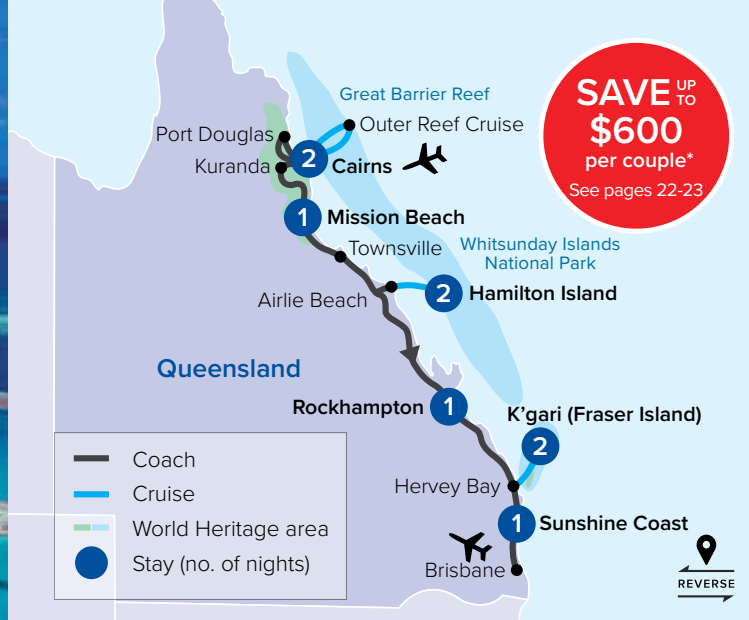 Great Barrier Reef
Outer Reef Cruise
Port Douglas
Kuranda
2 Cairns
1 Mission Beach
Townsville
Whitsunday Islands
National Park
Airlie Beach
2 Hamilton Island
Queensland
Rockhampton 1
K'gari (Fraser Island)
2
Hervey Bay
1 Sunshine Coast
Brisbane
SAVE UP TO
$600
per couple*
See pages 22-23
Coach
Cruise
World Heritage area
Stay (no. of nights)
REVERSE